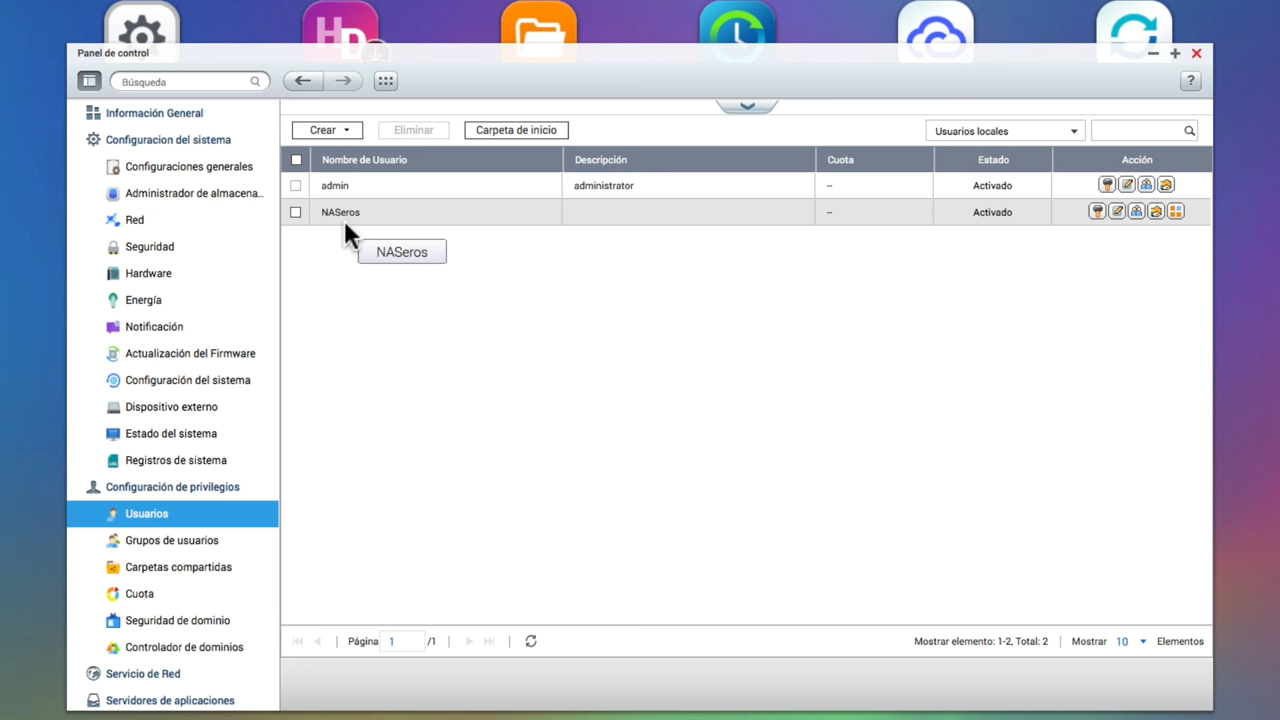 HD
Panel de control
Búsqueda
?
Información General
Configuracion del sistema
Configuraciones generales
Administrador de almacena...
Red
Seguridad
Hardware
Energía
Notificación
Actualización del Firmware
Configuración del sistema
Dispositivo externo
Estado del sistema
Registros de sistema
Configuración de privilegios
Usuarios
Grupos de usuarios
Carpetas compartidas
Cuota
Seguridad de dominio
Controlador de dominios
Servicio de Red
Servidores de aplicaciones
Crear Eliminar Carpeta de inicio Usuarios locales
Nombre de Usuario Descripción Cuota Estado Acción
admin administrator -- Activado
NASeros -- Activado
NASeros
Página 1 /1 Mostrar elemento: 1-2, Total: 2 Mostrar 10 Elementos